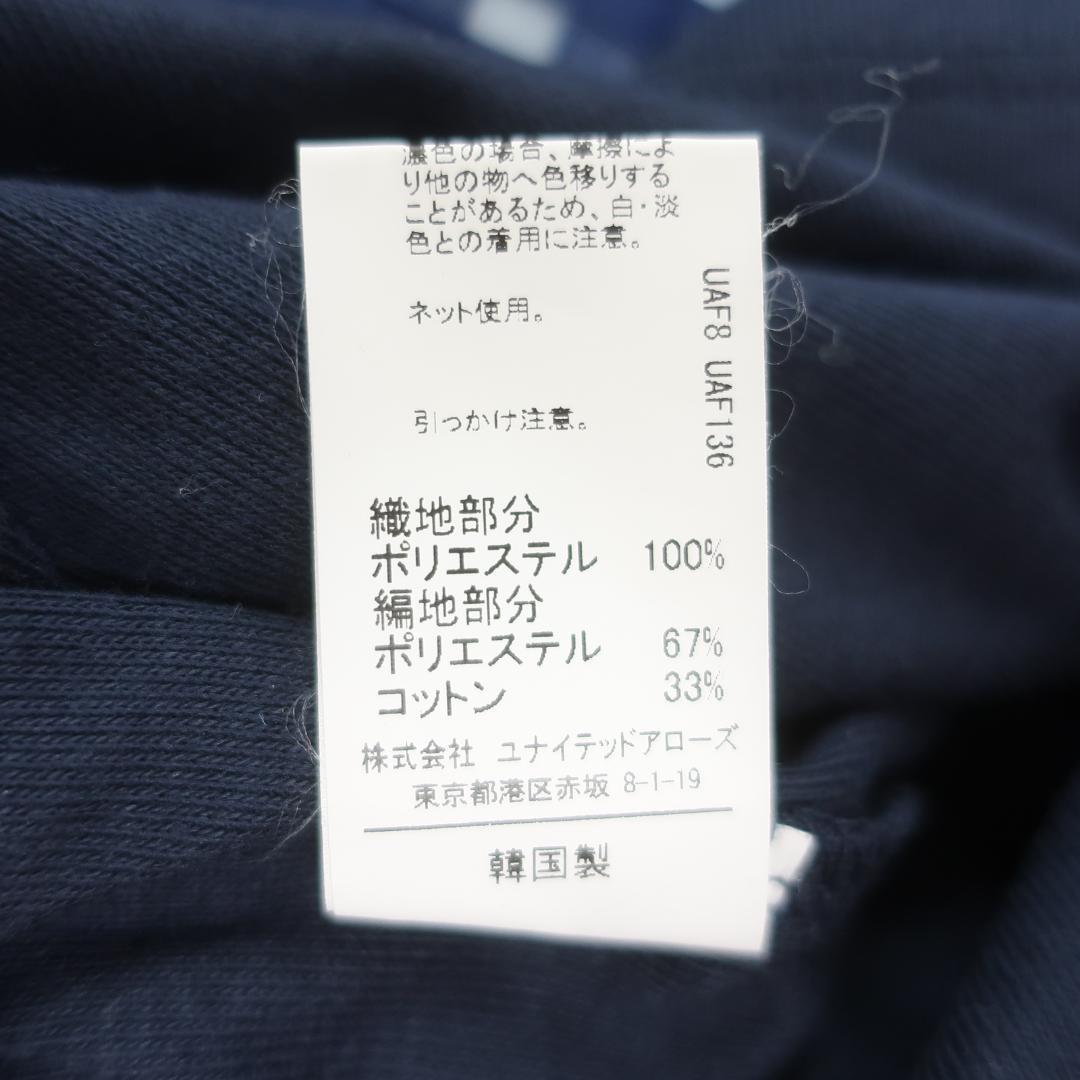 濃色の場合、摩擦によ
り他の物へ色移りする
ことがあるため、白・淡
色との着用に注意。
ネット使用。
引っかけ注意。
UAF8 UAF136
織地部分
ポリエステル 100%
編地部分
ポリエステル 67%
コットン 33%
株式会社 ユナイテッドアローズ
東京都港区赤坂 8-1-19
韓国製